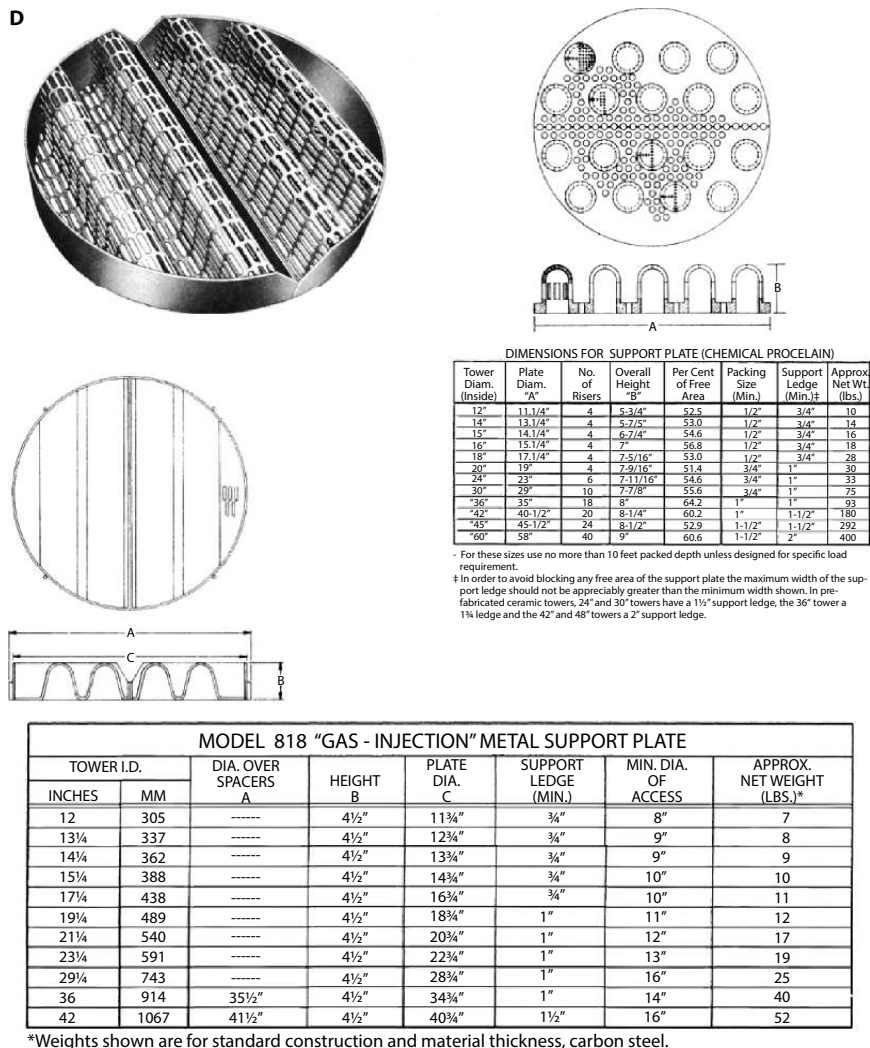 D
B
A
DIMENSIONS FOR SUPPORT PLATE (CHEMICAL PROCELAIN)
Tower Diam. (Inside) Plate Diam. "A" No. of Risers Overall Height "B" Per Cent of Free Area Packing Size (Min.) Support Ledge (Min.)‡ Approx. Net Wt. (lbs.)
12" 11.1/4" 4 5-3/4" 52.5 1/2" 3/4" 10
14" 13.1/4" 4 5-7/5" 53.0 1/2" 3/4" 14
15" 14.1/4" 4 6-7/4" 54.6 1/2" 3/4" 16
16" 15.1/4" 4 7" 56.8 1/2" 3/4" 18
18" 17.1/4" 4 7-5/16" 53.0 1/2" 3/4" 28
20" 19" 4 7-9/16" 51.4 3/4" 1" 30
24" 23" 6 7-11/16" 54.6 3/4" 1" 33
30" 29" 10 7-7/8" 55.6 3/4" 1" 75
"36" 35" 18 8" 64.2 1" 1" 93
"42" 40-1/2" 20 8-1/4" 60.2 1" 1-1/2" 180
"45" 45-1/2" 24 8-1/2" 52.9 1-1/2" 1-1/2" 292
"60" 58" 40 9" 60.6 1-1/2" 2" 400
- For these sizes use no more than 10 feet packed depth unless designed for specific load
requirement.
‡ In order to avoid blocking any free area of the support plate the maximum width of the sup-
port ledge should not be appreciably greater than the minimum width shown. In pre-
fabricated ceramic towers, 24" and 30" towers have a 1½" support ledge, the 36" tower a
1¾ ledge and the 42" and 48" towers a 2" support ledge.
A
C
B
MODEL 818 "GAS - INJECTION" METAL SUPPORT PLATE
TOWER I.D. DIA. OVER SPACERS A HEIGHT B PLATE DIA. C SUPPORT LEDGE (MIN.) MIN. DIA. OF ACCESS APPROX. NET WEIGHT (LBS.)*
INCHES MM
12 305 ------ 4½" 11¾" ¾" 8" 7
13¼ 337 ------ 4½" 12¾" ¾" 9" 8
14¼ 362 ------ 4½" 13¾" ¾" 9" 9
15¼ 388 ------ 4½" 14¾" ¾" 10" 10
17¼ 438 ------ 4½" 16¾" ¾" 10" 11
19¼ 489 ------ 4½" 18¾" 1" 11" 12
21¼ 540 ------ 4½" 20¾" 1" 12" 17
23¼ 591 ------ 4½" 22¾" 1" 13" 19
29¼ 743 ------ 4½" 28¾" 1" 16" 25
36 914 35½" 4½" 34¾" 1" 14" 40
42 1067 41½" 4½" 40¾" 1½" 16" 52
*Weights shown are for standard construction and material thickness, carbon steel.